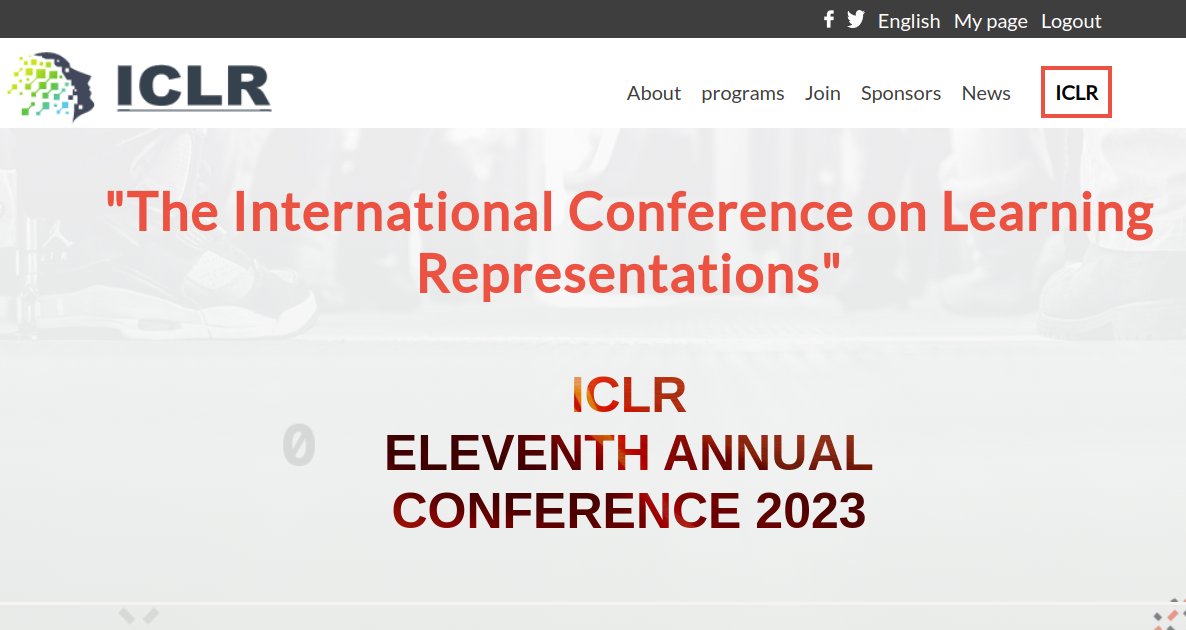 English My page Logout
ICLR
About programs Join Sponsors News ICLR
"The International Conference on Learning
Representations"
ICLR
0
ELEVENTH ANNUAL
CONFERENCE 2023